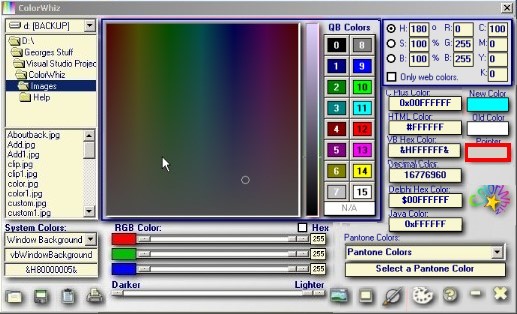 ColorWhiz
d: [BACKUP]
D:\
Georges Stuff
Visual Studio Projec
ColorWhiz
Images
Help
Aboutback.jpg
Add.jpg
Add1.jpg
clip.jpg
clip1.jpg
color.jpg
color1.jpg
custom.jpg
custom1.jpg
QB Colors
0 8
1 9
2 10
3 11
4 12
5 13
6 14
7 15
N/A
H: 180 ° R: 0 C: 100
S: 100 % G: 255 M: 0
B: 100 % B: 255 Y: 0
K: 0
Only web colors.
C Plus Color:
0x00FFFFFF
HTML Color:
#FFFFFF
VB Hex Color:
&HFFFFFF&
Decimal Color:
16776960
Delphi Hex Color:
$00FFFFFF
Java Color:
0xFFFFFF
New Color:
Old Color:
Pointer
System Colors:
Window Background
vbWindowBackground
&H80000005&
RGB Color:
Hex
255
255
255
Darker Lighter
Pantone Colors:
Pantone Colors
Select a Pantone Color